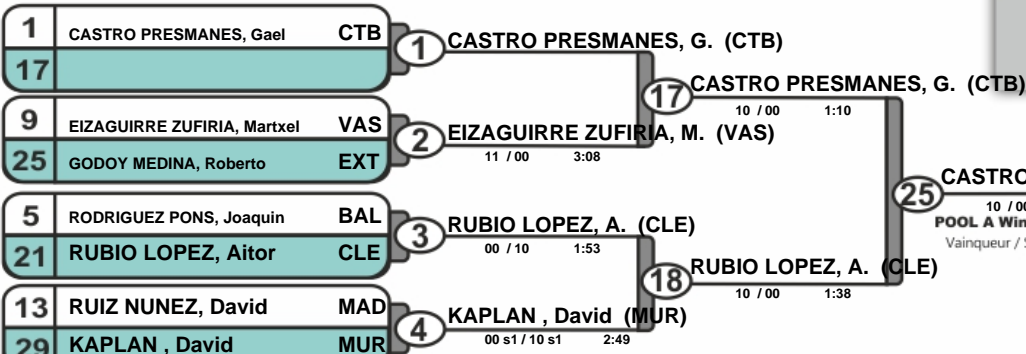 1 CASTRO PRESMANES, Gael CTB
17
1 CASTRO PRESMANES, G. (CTB)
9 EIZAGUIRRE ZUFIRIA, Martxel VAS
25 GODOY MEDINA, Roberto EXT
2 EIZAGUIRRE ZUFIRIA, M. (VAS)
11 / 00 3:08
17 CASTRO PRESMANES, G. (CTB)
10 / 00 1:10
5 RODRIGUEZ PONS, Joaquin BAL
21 RUBIO LOPEZ, Aitor CLE
3 RUBIO LOPEZ, A. (CLE)
00 / 10 1:53
13 RUIZ NUNEZ, David MAD
29 KAPLAN , David MUR
4 KAPLAN , David (MUR)
00 s1 / 10 s1 2:49
18 RUBIO LOPEZ, A. (CLE)
10 / 00 1:38
25 CASTRO
10 / 00
POOL A Win
Vainqueur /